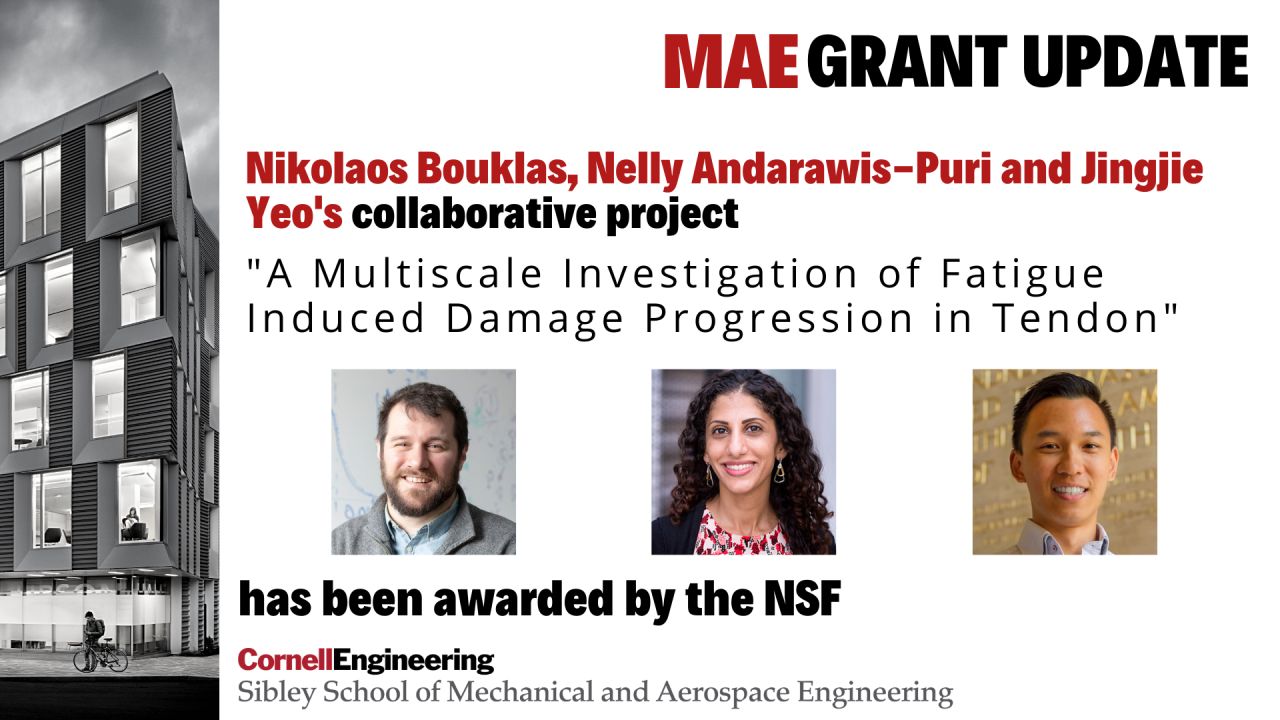 MAE GRANT UPDATE
Nikolaos Bouklas, Nelly Andarawis-Puri and Jingjie
Yeo's collaborative project
"A Multiscale Investigation of Fatigue
Induced Damage Progression in Tendon"
has been awarded by the NSF
CornellEngineering
Sibley School of Mechanical and Aerospace Engineering